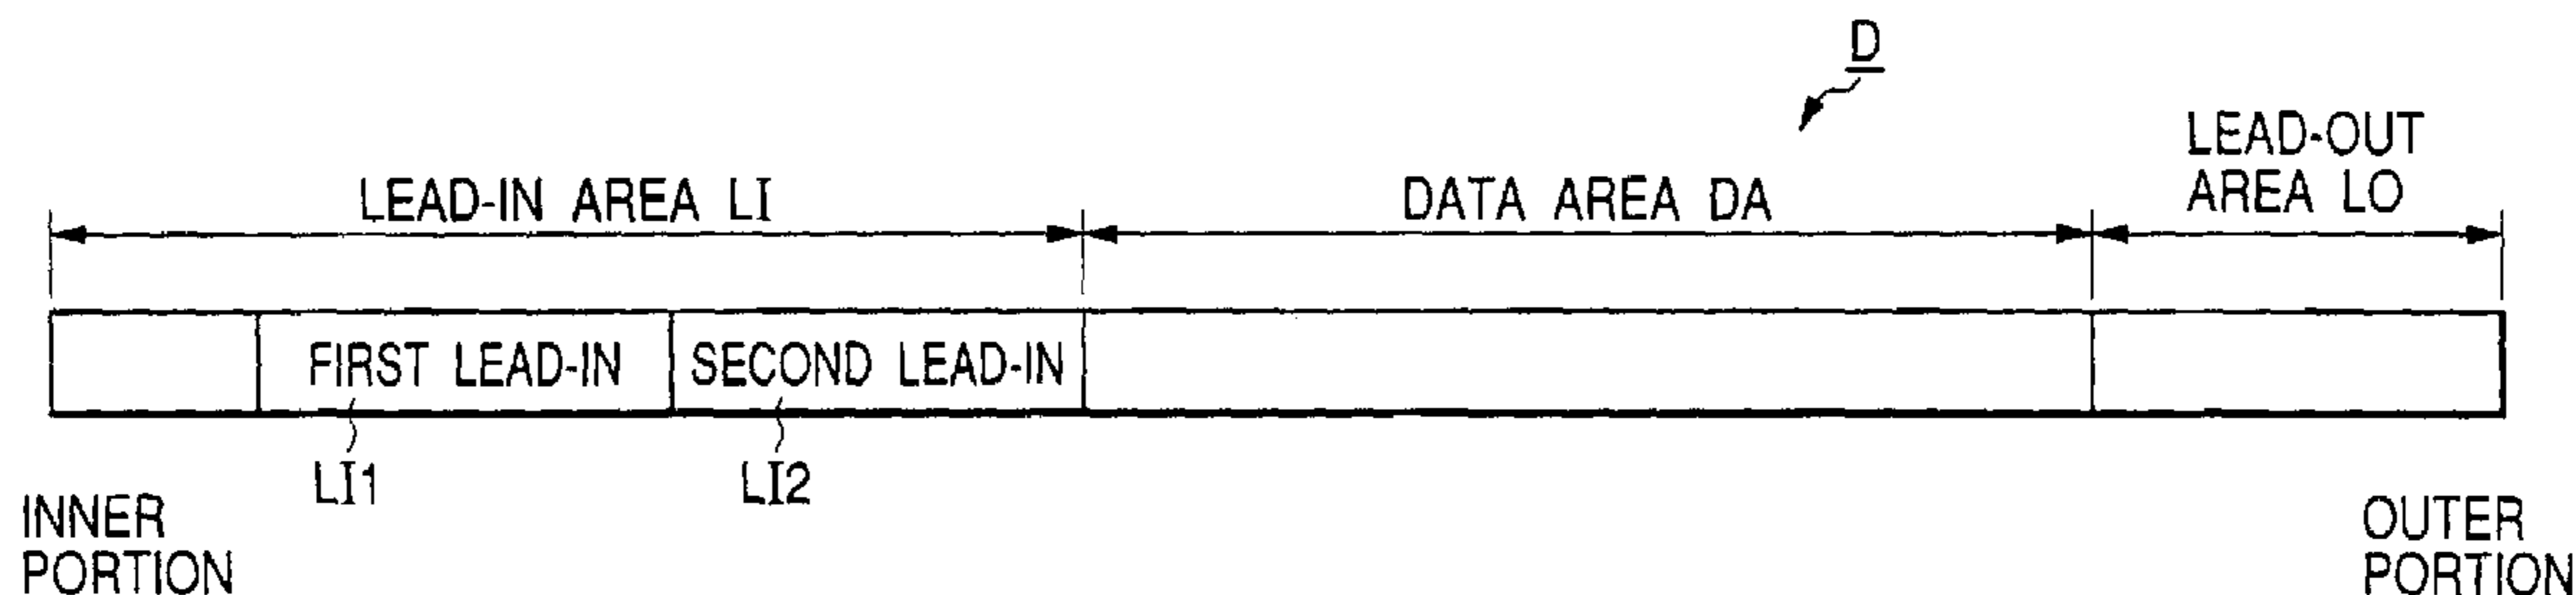 D
LEAD-IN AREA LI
DATA AREA DA
LEAD-OUT
AREA LO
FIRST LEAD-IN
SECOND LEAD-IN
LI1
LI2
INNER
PORTION
OUTER
PORTION